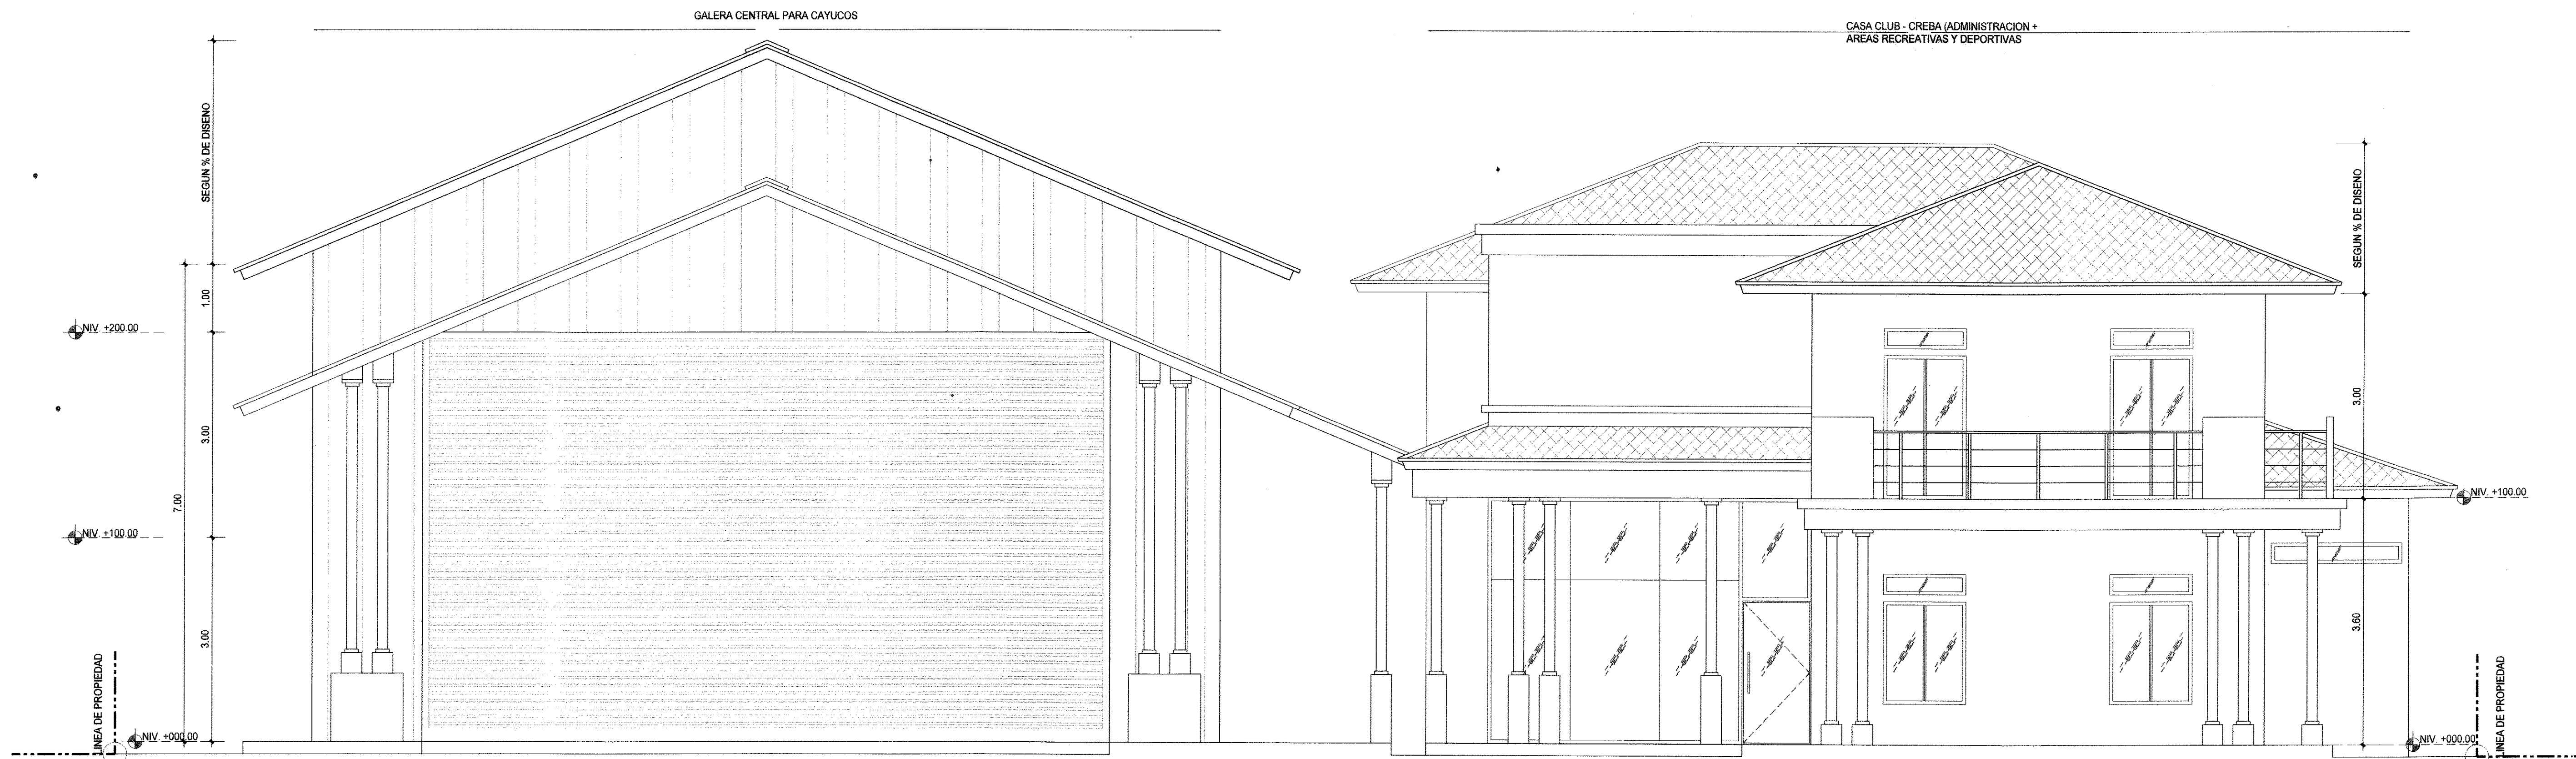 GALERA CENTRAL PARA CAYUCOS
CASA CLUB - CREBA (ADMINISTRACION +
AREAS RECREATIVAS Y DEPORTIVAS
SEGUN % DE DISENO
1.00
NIV. +200.00
3.00
7.00
NIV. +100.00
3.00
LINEA DE PROPIEDAD
NIV. +000.00
SEGUN % DE DISENO
3.00
NIV. +100.00
3.60
NIV. +000.00
LINEA DE PROPIEDAD